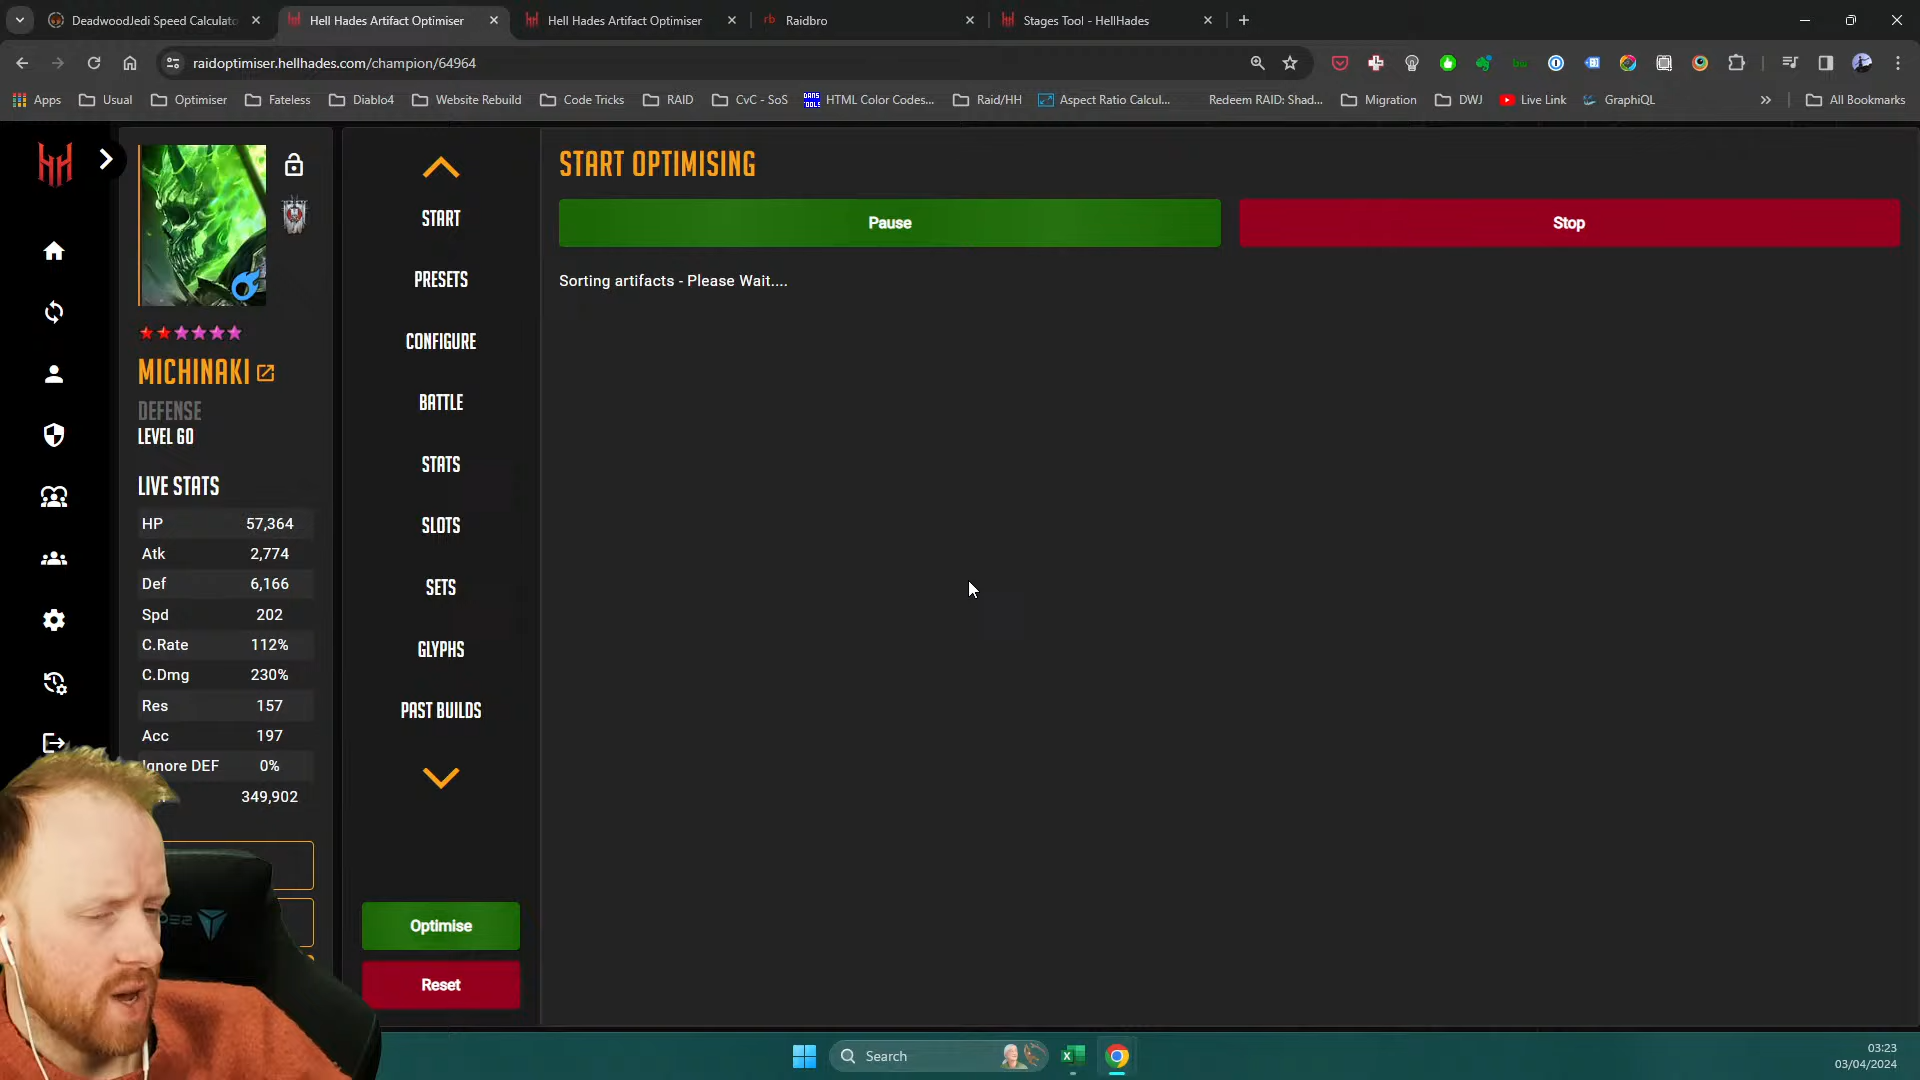 DeadwoodJedi Speed Calculato
Hell Hades Artifact Optimiser
Hell Hades Artifact Optimiser
rb Raidbro
Stages Tool - HellHades
raidoptimiser.hellhades.com/champion/64964
Apps
Usual
Optimiser
Fateless
Diablo4
Website Rebuild
Code Tricks
RAID
CvC - SoS
HTML Color Codes...
Raid/HH
Aspect Ratio Calcul...
Redeem RAID: Shad...
Migration
DWJ
Live Link
GraphiQL
All Bookmarks
MICHINAKI
DEFENSE
LEVEL 60
LIVE STATS
HP 57,364
Atk 2,774
Def 6,166
Spd 202
C.Rate 112%
C.Dmg 230%
Res 157
Acc 197
Ignore DEF 0%
349,902
START
PRESETS
CONFIGURE
BATTLE
STATS
SLOTS
SETS
GLYPHS
PAST BUILDS
Optimise
Reset
START OPTIMISING
Pause
Stop
Sorting artifacts - Please Wait....
Search
03:23
03/04/2024